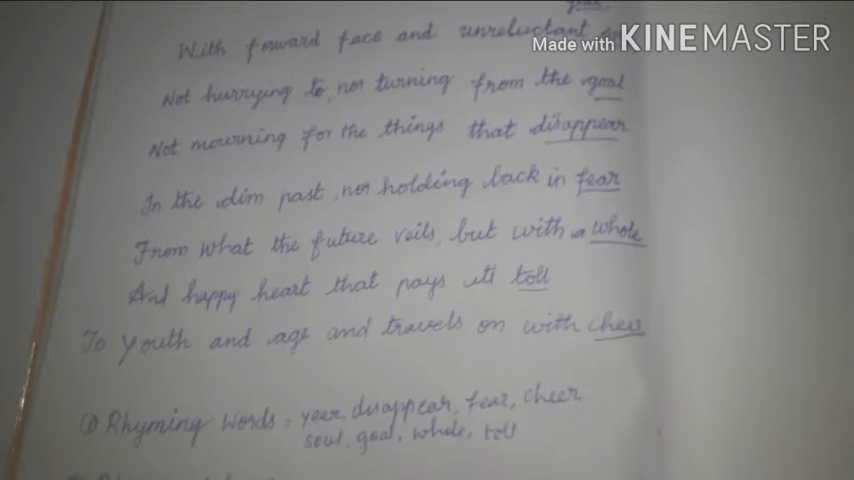 year
With forward face and unreluctant
Made with KINEMASTER
Not hurrying to, nor turning from the goal
Not mourning for the things that disappear
In the dim past, nor holding back in fear
From what the future veils, but with a whole
And happy heart that pays its toll
To youth and age and travels on with cheer
① Rhyming Words : year, disappear, fear, cheer
soul, goal, whole, toll